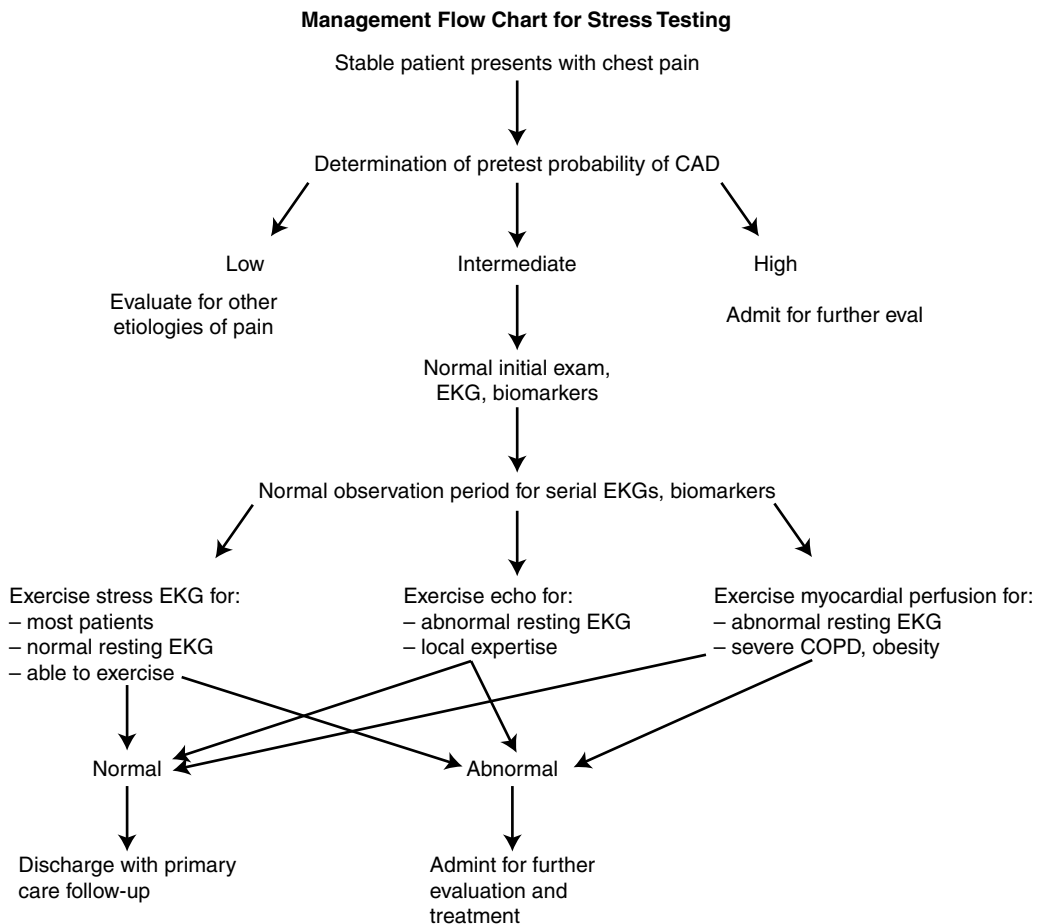 Management Flow Chart for Stress Testing
Stable patient presents with chest pain
Determination of pretest probability of CAD
Low
Intermediate
High
Evaluate for other
etiologies of pain
Admit for further eval
Normal initial exam,
EKG, biomarkers
Normal observation period for serial EKGs, biomarkers
Exercise stress EKG for:
– most patients
– normal resting EKG
– able to exercise
Exercise echo for:
– abnormal resting EKG
– local expertise
Exercise myocardial perfusion for:
– abnormal resting EKG
– severe COPD, obesity
Normal
Abnormal
Discharge with primary
care follow-up
Admint for further
evaluation and
treatment